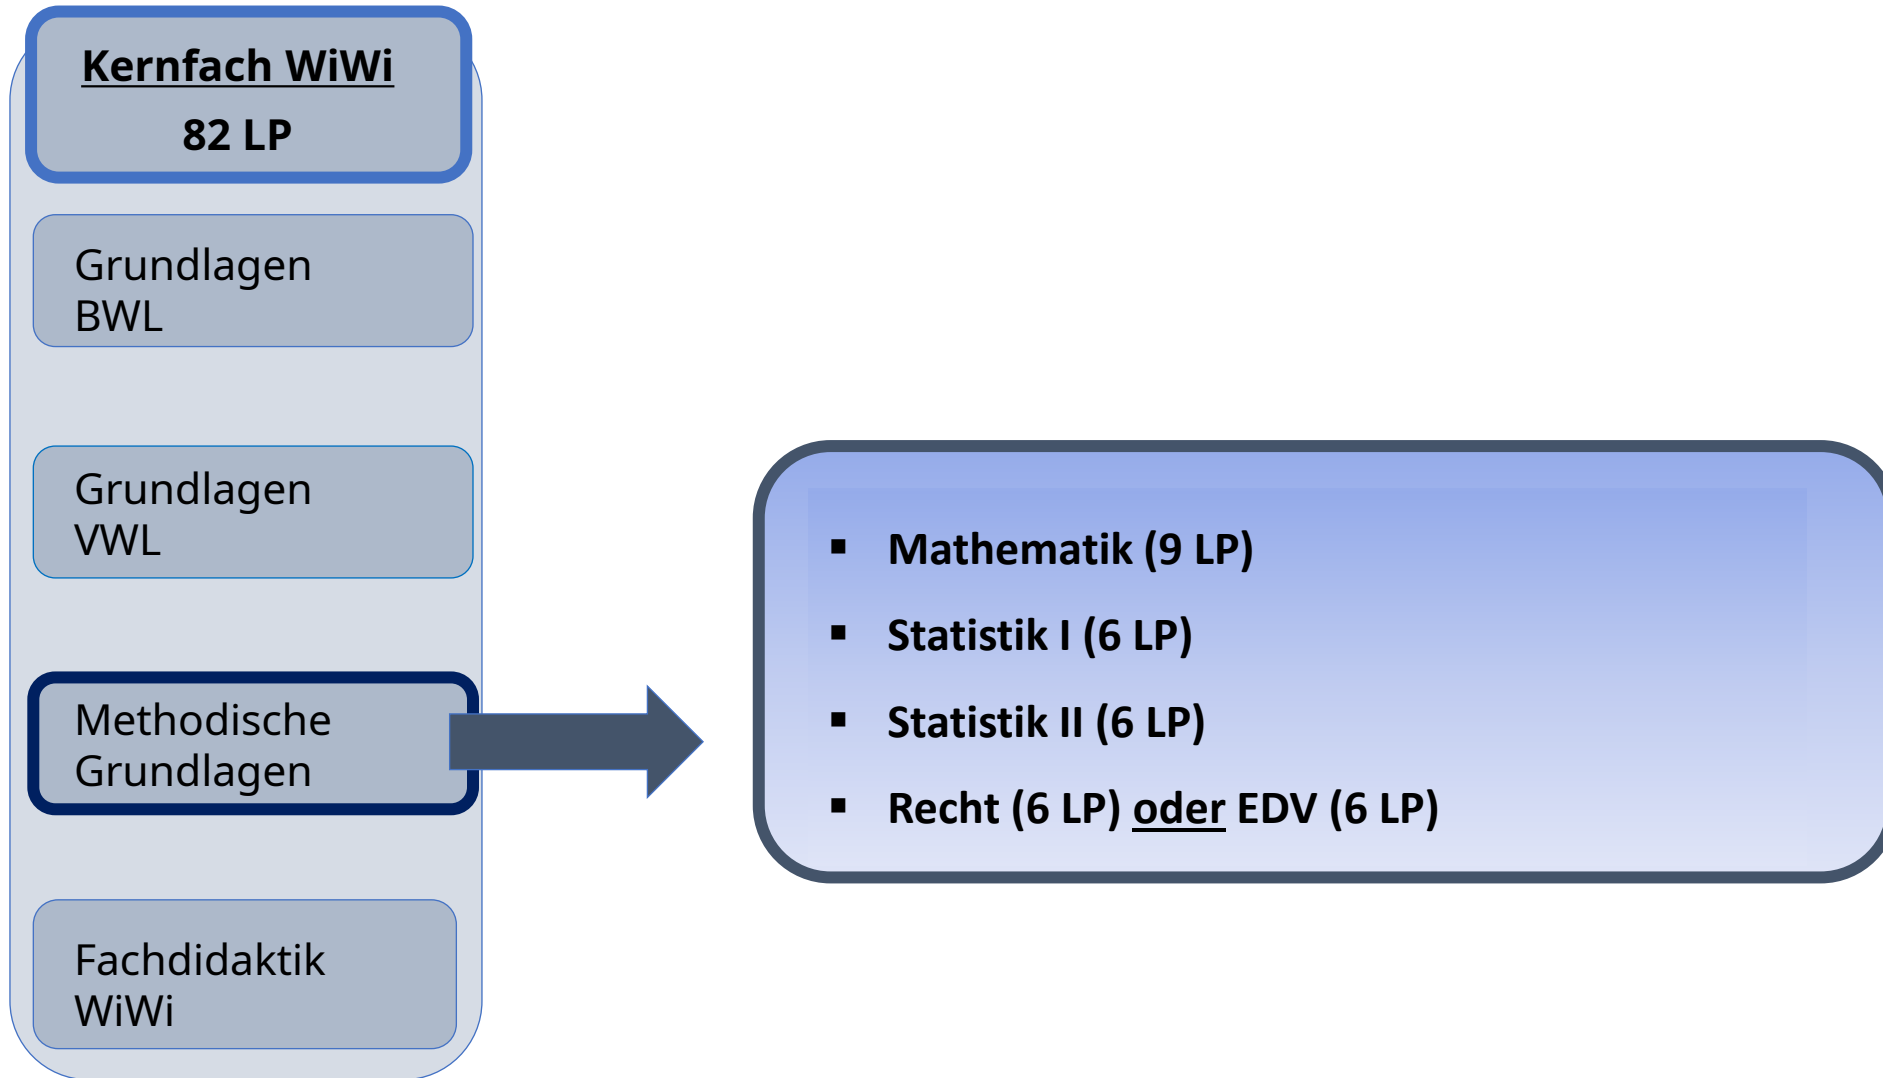 Kernfach WiWi
82 LP
Grundlagen
BWL
Grundlagen
VWL
Methodische
Grundlagen
Fachdidaktik
WiWi
▪ Mathematik (9 LP)
▪ Statistik I (6 LP)
▪ Statistik II (6 LP)
▪ Recht (6 LP) oder EDV (6 LP)